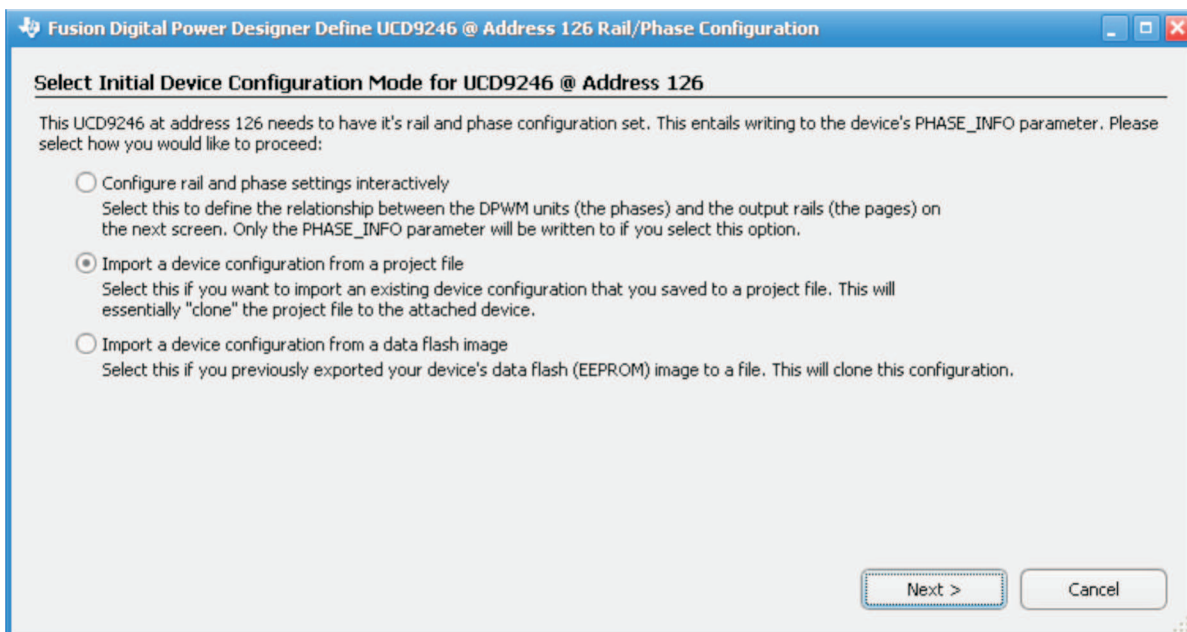 Fusion Digital Power Designer Define UCD9246 @ Address 126 Rail/Phase Configuration
Select Initial Device Configuration Mode for UCD9246 @ Address 126
This UCD9246 at address 126 needs to have it's rail and phase configuration set. This entails writing to the device's PHASE_INFO parameter. Please
select how you would like to proceed:
Configure rail and phase settings interactively
Select this to define the relationship between the DPWM units (the phases) and the output rails (the pages) on
the next screen. Only the PHASE_INFO parameter will be written to if you select this option.
Import a device configuration from a project file
Select this if you want to import an existing device configuration that you saved to a project file. This will
essentially "clone" the project file to the attached device.
Import a device configuration from a data flash image
Select this if you previously exported your device's data flash (EEPROM) image to a file. This will clone this configuration.
Next >
Cancel